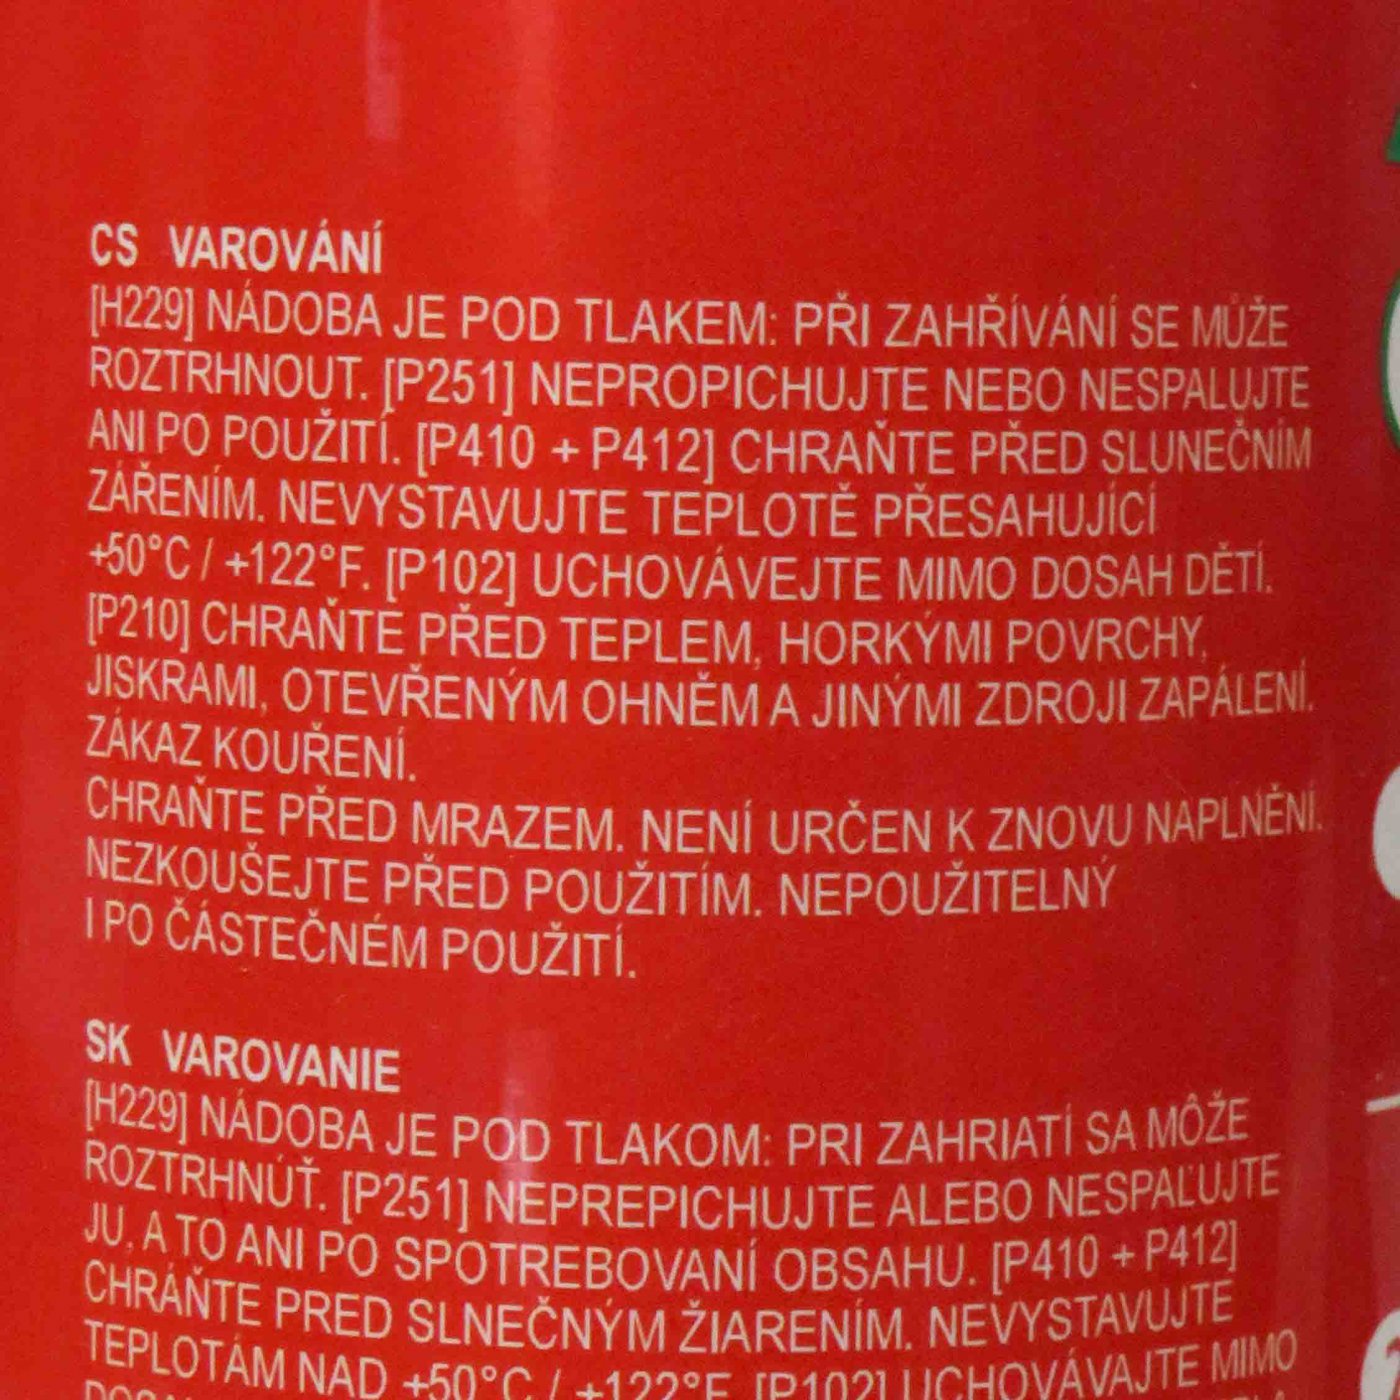 CS VAROVÁNÍ
[H229] NÁDOBA JE POD TLAKEM: PŘI ZAHŘÍVÁNÍ SE MŮŽE
ROZTRHNOUT. [P251] NEPROPICHUJTE NEBO NESPALUJTE
ANI PO POUŽITÍ. [P410 + P412] CHRAŇTE PŘED SLUNEČNÍM
ZÁŘENÍM. NEVYSTAVUJTE TEPLOTĚ PŘESAHUJÍCÍ
+50°C / +122°F. [P102] UCHOVÁVEJTE MIMO DOSAH DĚTÍ.
[P210] CHRAŇTE PŘED TEPLEM, HORKÝMI POVRCHY,
JISKRAMI, OTEVŘENÝM OHNĚM A JINÝMI ZDROJI ZAPÁLENÍ.
ZÁKAZ KOUŘENÍ.
CHRAŇTE PŘED MRAZEM. NENÍ URČEN K ZNOVU NAPLNĚNÍ.
NEZKOUŠEJTE PŘED POUŽITÍM. NEPOUŽITELNÝ
I PO ČÁSTEČNÉM POUŽITÍ.
SK VAROVANIE
[H229] NÁDOBA JE POD TLAKOM: PRI ZAHRIATÍ SA MÔŽE
ROZTRHNÚŤ. [P251] NEPREPICHUJTE ALEBO NESPAĽUJTE
JU, A TO ANI PO SPOTREBOVANÍ OBSAHU. [P410 + P412]
CHRÁŇTE PRED SLNEČNÝM ŽIARENÍM. NEVYSTAVUJTE
TEPLOTÁM NAD +50°C / +122°F. [P102] UCHOVÁVAJTE MIMO